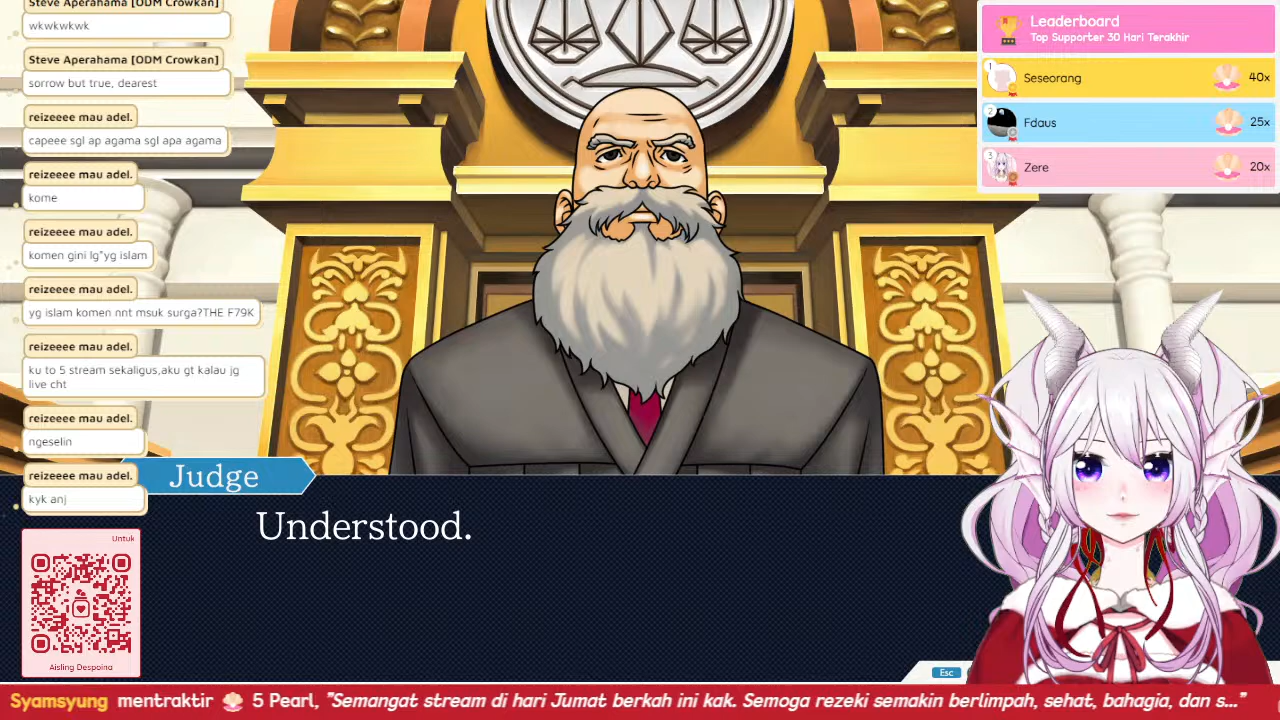 Steve Aperahama [ODM Crowkan]
wkwkwkwk
Steve Aperahama [ODM Crowkan]
sorrow but true, dearest
reizeeee mau adel.
capeee sgl ap agama sgl apa agama
reizeeee mau adel.
kome
reizeeee mau adel.
komen gini lg"yg islam
reizeeee mau adel.
yg islam komen nnt msuk surga?THE F79K
reizeeee mau adel.
ku to 5 stream sekaligus,aku gt kalau jg
live cht
reizeeee mau adel.
ngeselin
reizeeee mau adel.
kyk anj
Leaderboard
Top Supporter 30 Hari Terakhir
1 Seseorang 40x
2 Fdaus 25x
3 Zere 20x
Judge
Understood.
Untuk
Aisling Despoina
Esc
Syamsyung mentraktir 5 Pearl, "Semangat stream di hari Jumat berkah ini kak. Semoga rezeki semakin berlimpah, sehat, bahagia, dan s..."